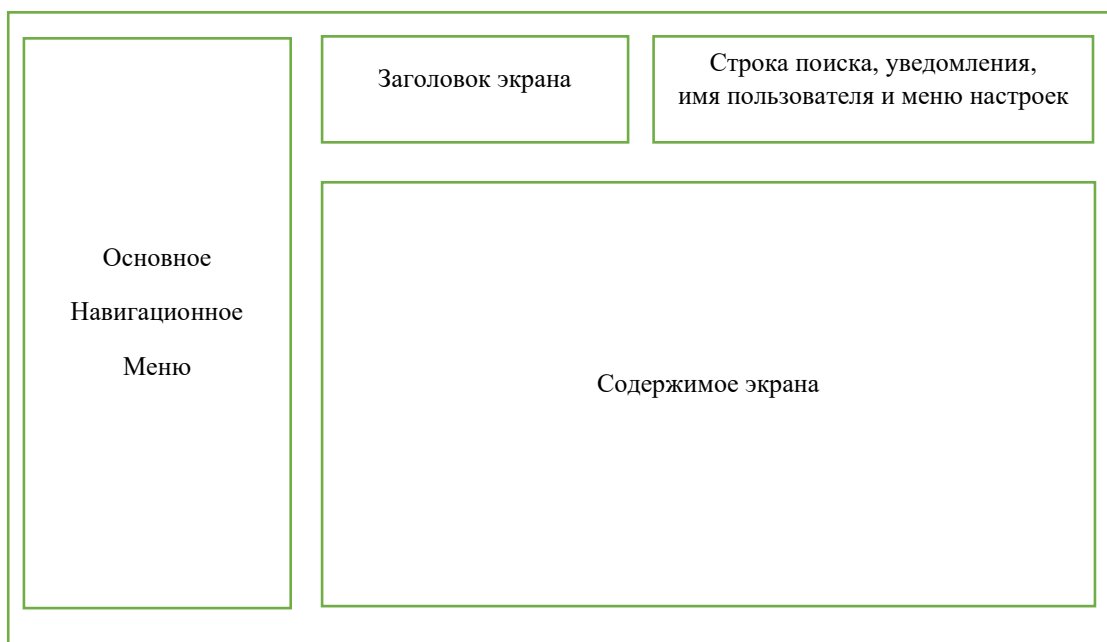 Заголовок экрана
Строка поиска, уведомления,
имя пользователя и меню настроек
Основное
Навигационное
Меню
Содержимое экрана